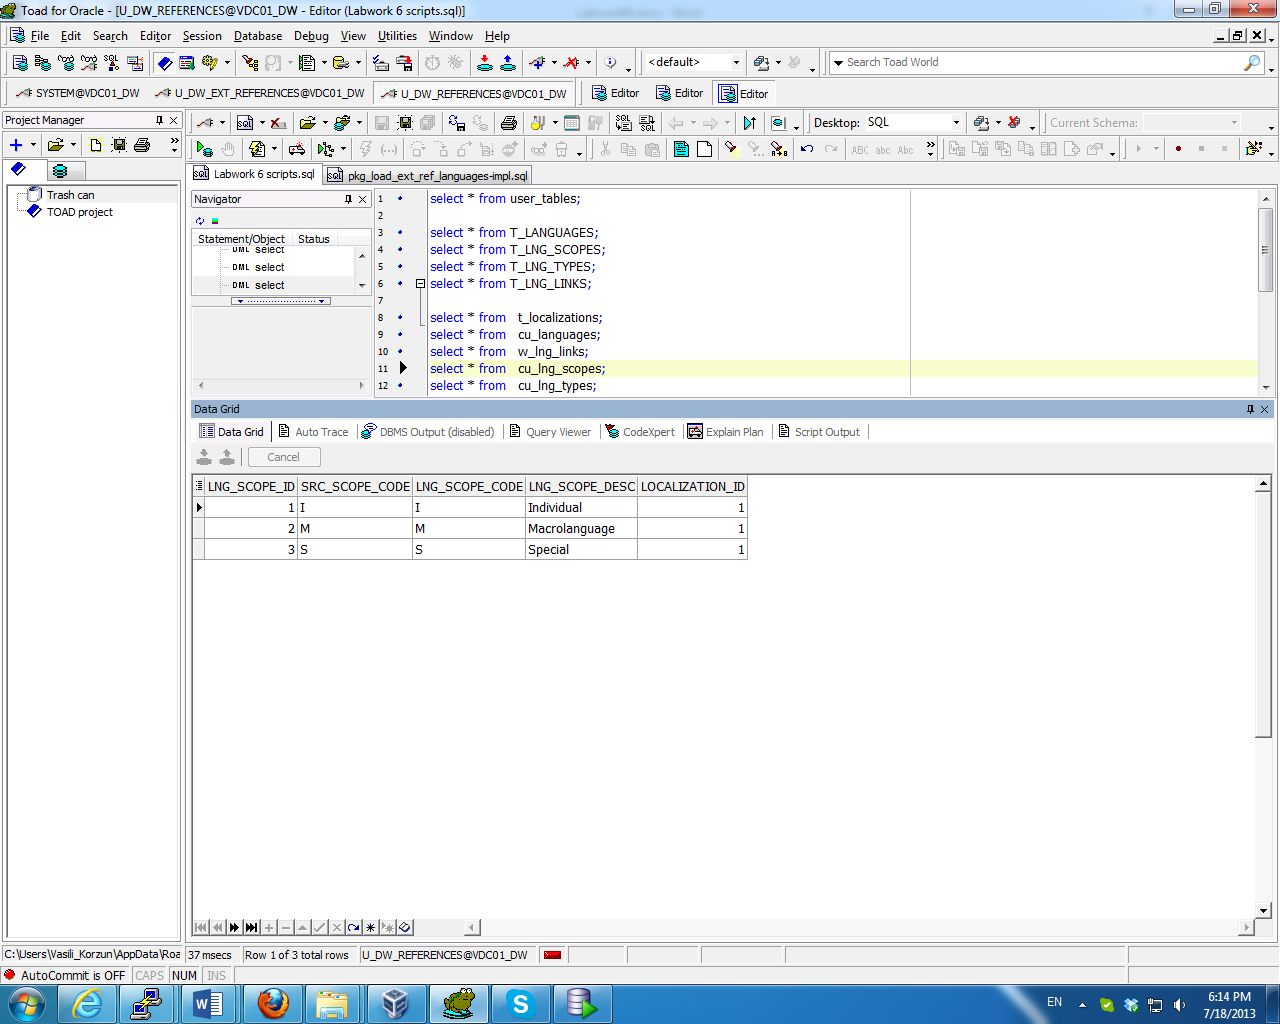 Toad for Oracle - [U_DW_REFERENCES@VDC01_DW - Editor (Labwork 6 scripts.sql)]
File Edit Search Editor Session Database Debug View Utilities Window Help
<default> Search Toad World
SYSTEM@VDC01_DW U_DW_EXT_REFERENCES@VDC01_DW U_DW_REFERENCES@VDC01_DW Editor Editor Editor
Project Manager
SQL Desktop: SQL Current Schema:
Trash can
TOAD project
Labwork 6 scripts.sql pkg_load_ext_ref_languages-impl.sql
Navigator
Statement/Object Status
DML select
DML select
DML select
1 select * from user_tables;
2
3 select * from T_LANGUAGES;
4 select * from T_LNG_SCOPES;
5 select * from T_LNG_TYPES;
6 select * from T_LNG_LINKS;
7
8 select * from t_localizations;
9 select * from cu_languages;
10 select * from w_lng_links;
11 select * from cu_lng_scopes;
12 select * from cu_lng_types;
Data Grid
Data Grid Auto Trace DBMS Output (disabled) Query Viewer CodeXpert Explain Plan Script Output
Cancel
LNG_SCOPE_ID SRC_SCOPE_CODE LNG_SCOPE_CODE LNG_SCOPE_DESC LOCALIZATION_ID
1 I I Individual 1
2 M M Macrolanguage 1
3 S S Special 1
C:\Users\Vasili_Korzun\AppData\Roa 37 msecs Row 1 of 3 total rows U_DW_REFERENCES@VDC01_DW
AutoCommit is OFF CAPS NUM INS
EN 6:14 PM
7/18/2013